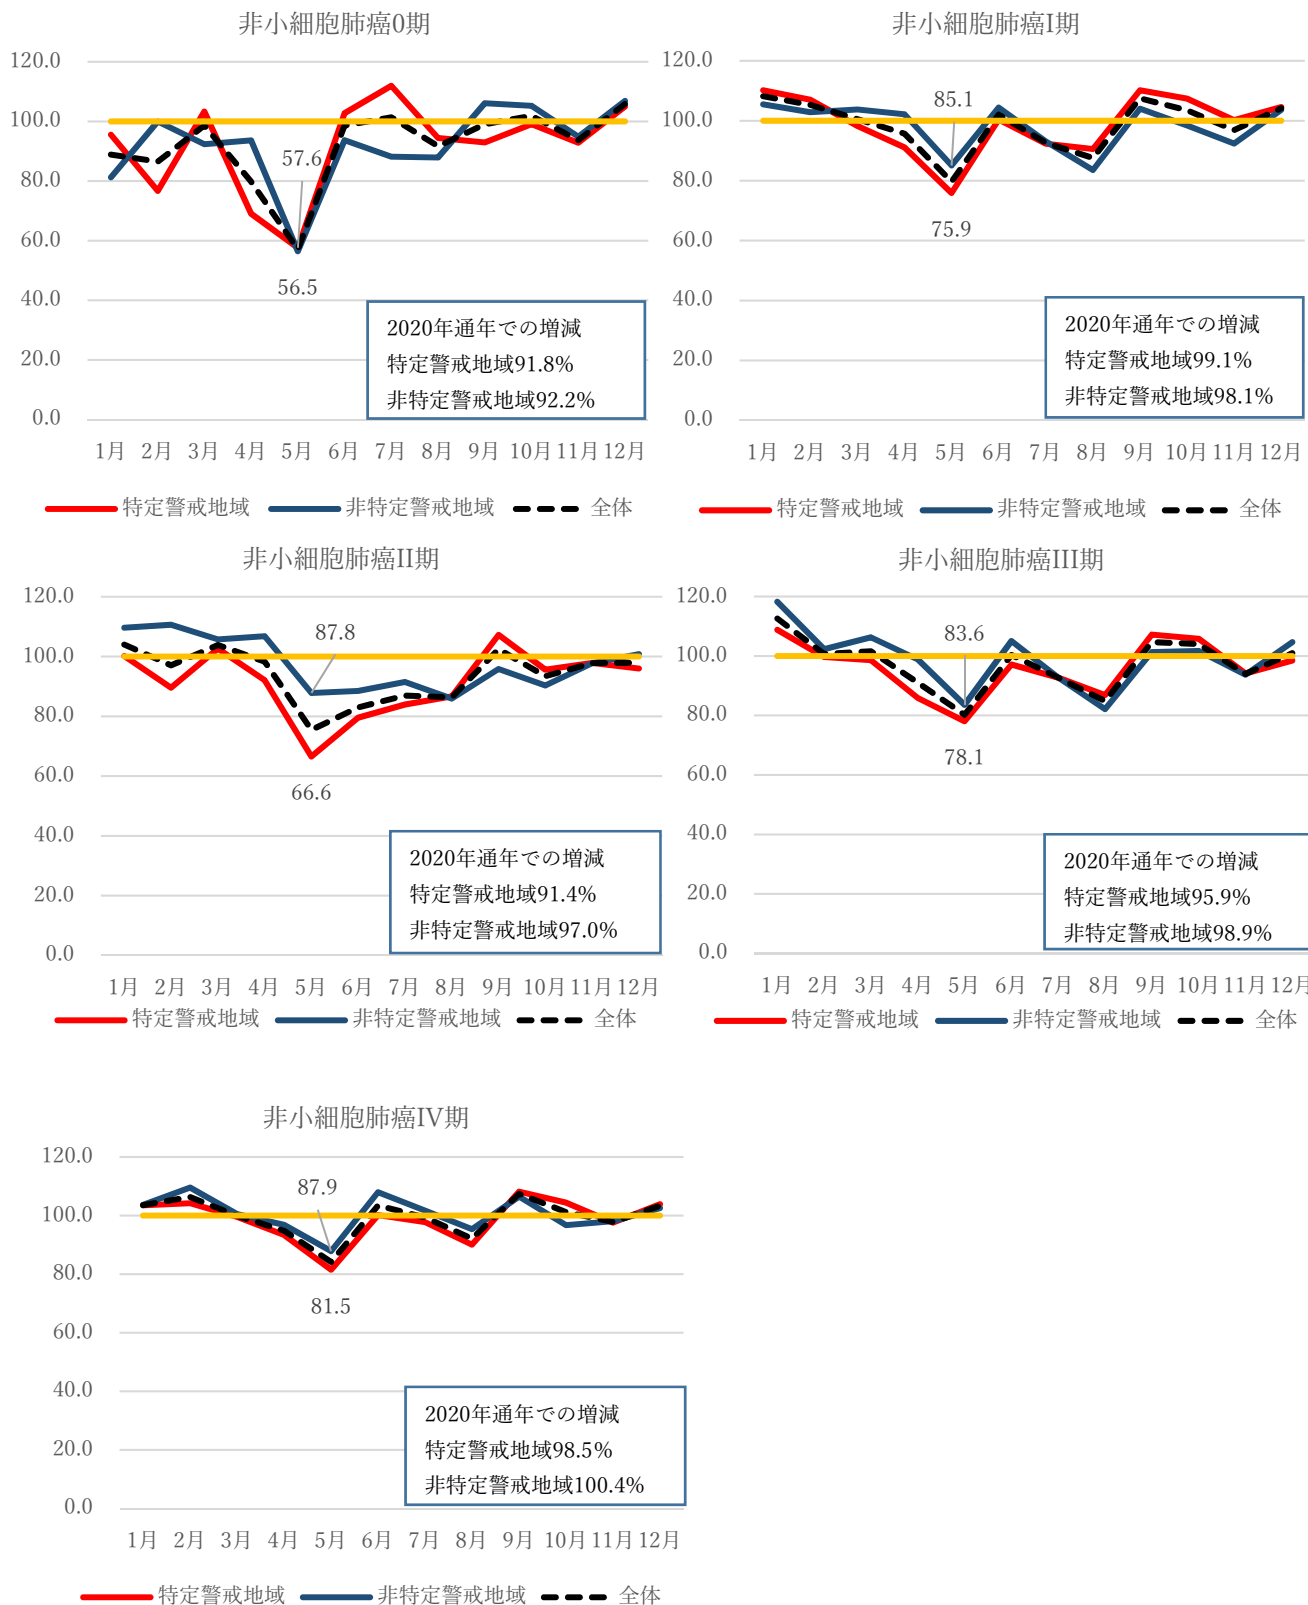 非小細胞肺癌0期
120.0
100.0
80.0
60.0
40.0
20.0
0.0
57.6
56.5
2020年通年での増減
特定警戒地域91.8%
非特定警戒地域92.2%
1月 2月 3月 4月 5月 6月 7月 8月 9月 10月 11月 12月
特定警戒地域 非特定警戒地域 全体
非小細胞肺癌I期
120.0
100.0
80.0
60.0
40.0
20.0
0.0
85.1
75.9
2020年通年での増減
特定警戒地域99.1%
非特定警戒地域98.1%
1月 2月 3月 4月 5月 6月 7月 8月 9月 10月 11月 12月
特定警戒地域 非特定警戒地域 全体
非小細胞肺癌II期
120.0
100.0
80.0
60.0
40.0
20.0
0.0
87.8
66.6
2020年通年での増減
特定警戒地域91.4%
非特定警戒地域97.0%
1月 2月 3月 4月 5月 6月 7月 8月 9月 10月 11月 12月
特定警戒地域 非特定警戒地域 全体
非小細胞肺癌III期
120.0
100.0
80.0
60.0
40.0
20.0
0.0
83.6
78.1
2020年通年での増減
特定警戒地域95.9%
非特定警戒地域98.9%
1月 2月 3月 4月 5月 6月 7月 8月 9月 10月 11月 12月
特定警戒地域 非特定警戒地域 全体
非小細胞肺癌IV期
120.0
100.0
80.0
60.0
40.0
20.0
0.0
87.9
81.5
2020年通年での増減
特定警戒地域98.5%
非特定警戒地域100.4%
1月 2月 3月 4月 5月 6月 7月 8月 9月 10月 11月 12月
特定警戒地域 非特定警戒地域 全体